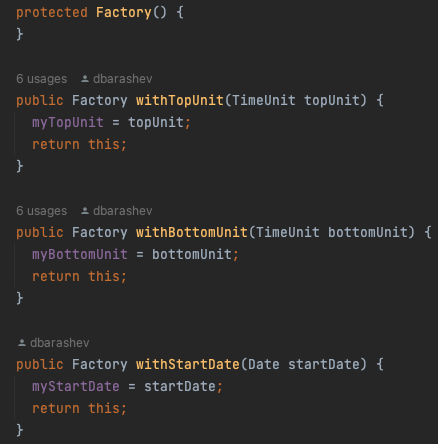 protected Factory() {
}
6 usages dbarashev
public Factory withTopUnit(TimeUnit topUnit) {
  myTopUnit = topUnit;
  return this;
}
6 usages dbarashev
public Factory withBottomUnit(TimeUnit bottomUnit) {
  myBottomUnit = bottomUnit;
  return this;
}
dbarashev
public Factory withStartDate(Date startDate) {
  myStartDate = startDate;
  return this;
}